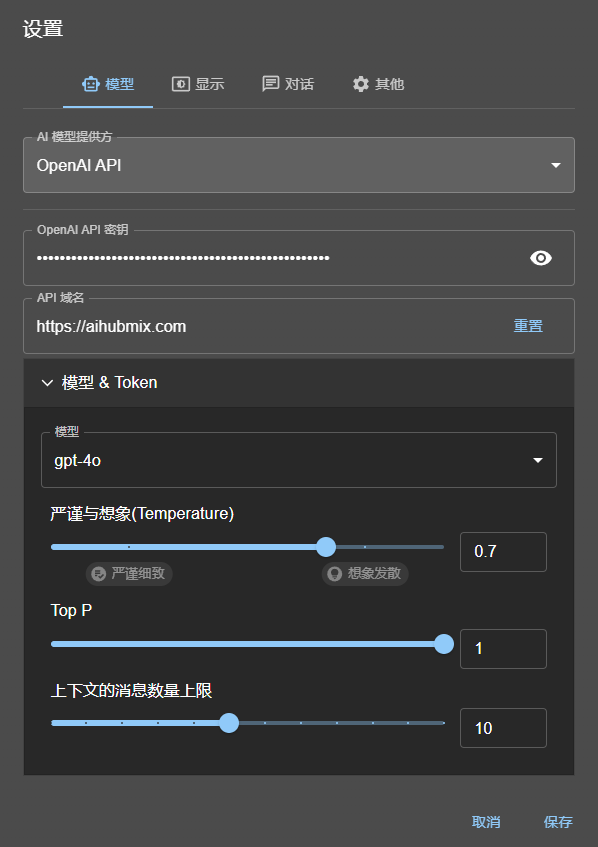 设置
模型 显示 对话 其他
AI 模型提供方
OpenAI API
OpenAI API 密钥
••••••••••••••••••••••••••••••••••••••••••••••••••
API 域名
https://aihubmix.com 重置
模型 & Token
模型
gpt-4o
严谨与想象(Temperature)
0.7
严谨细致 想象发散
Top P
1
上下文的消息数量上限
10
取消 保存